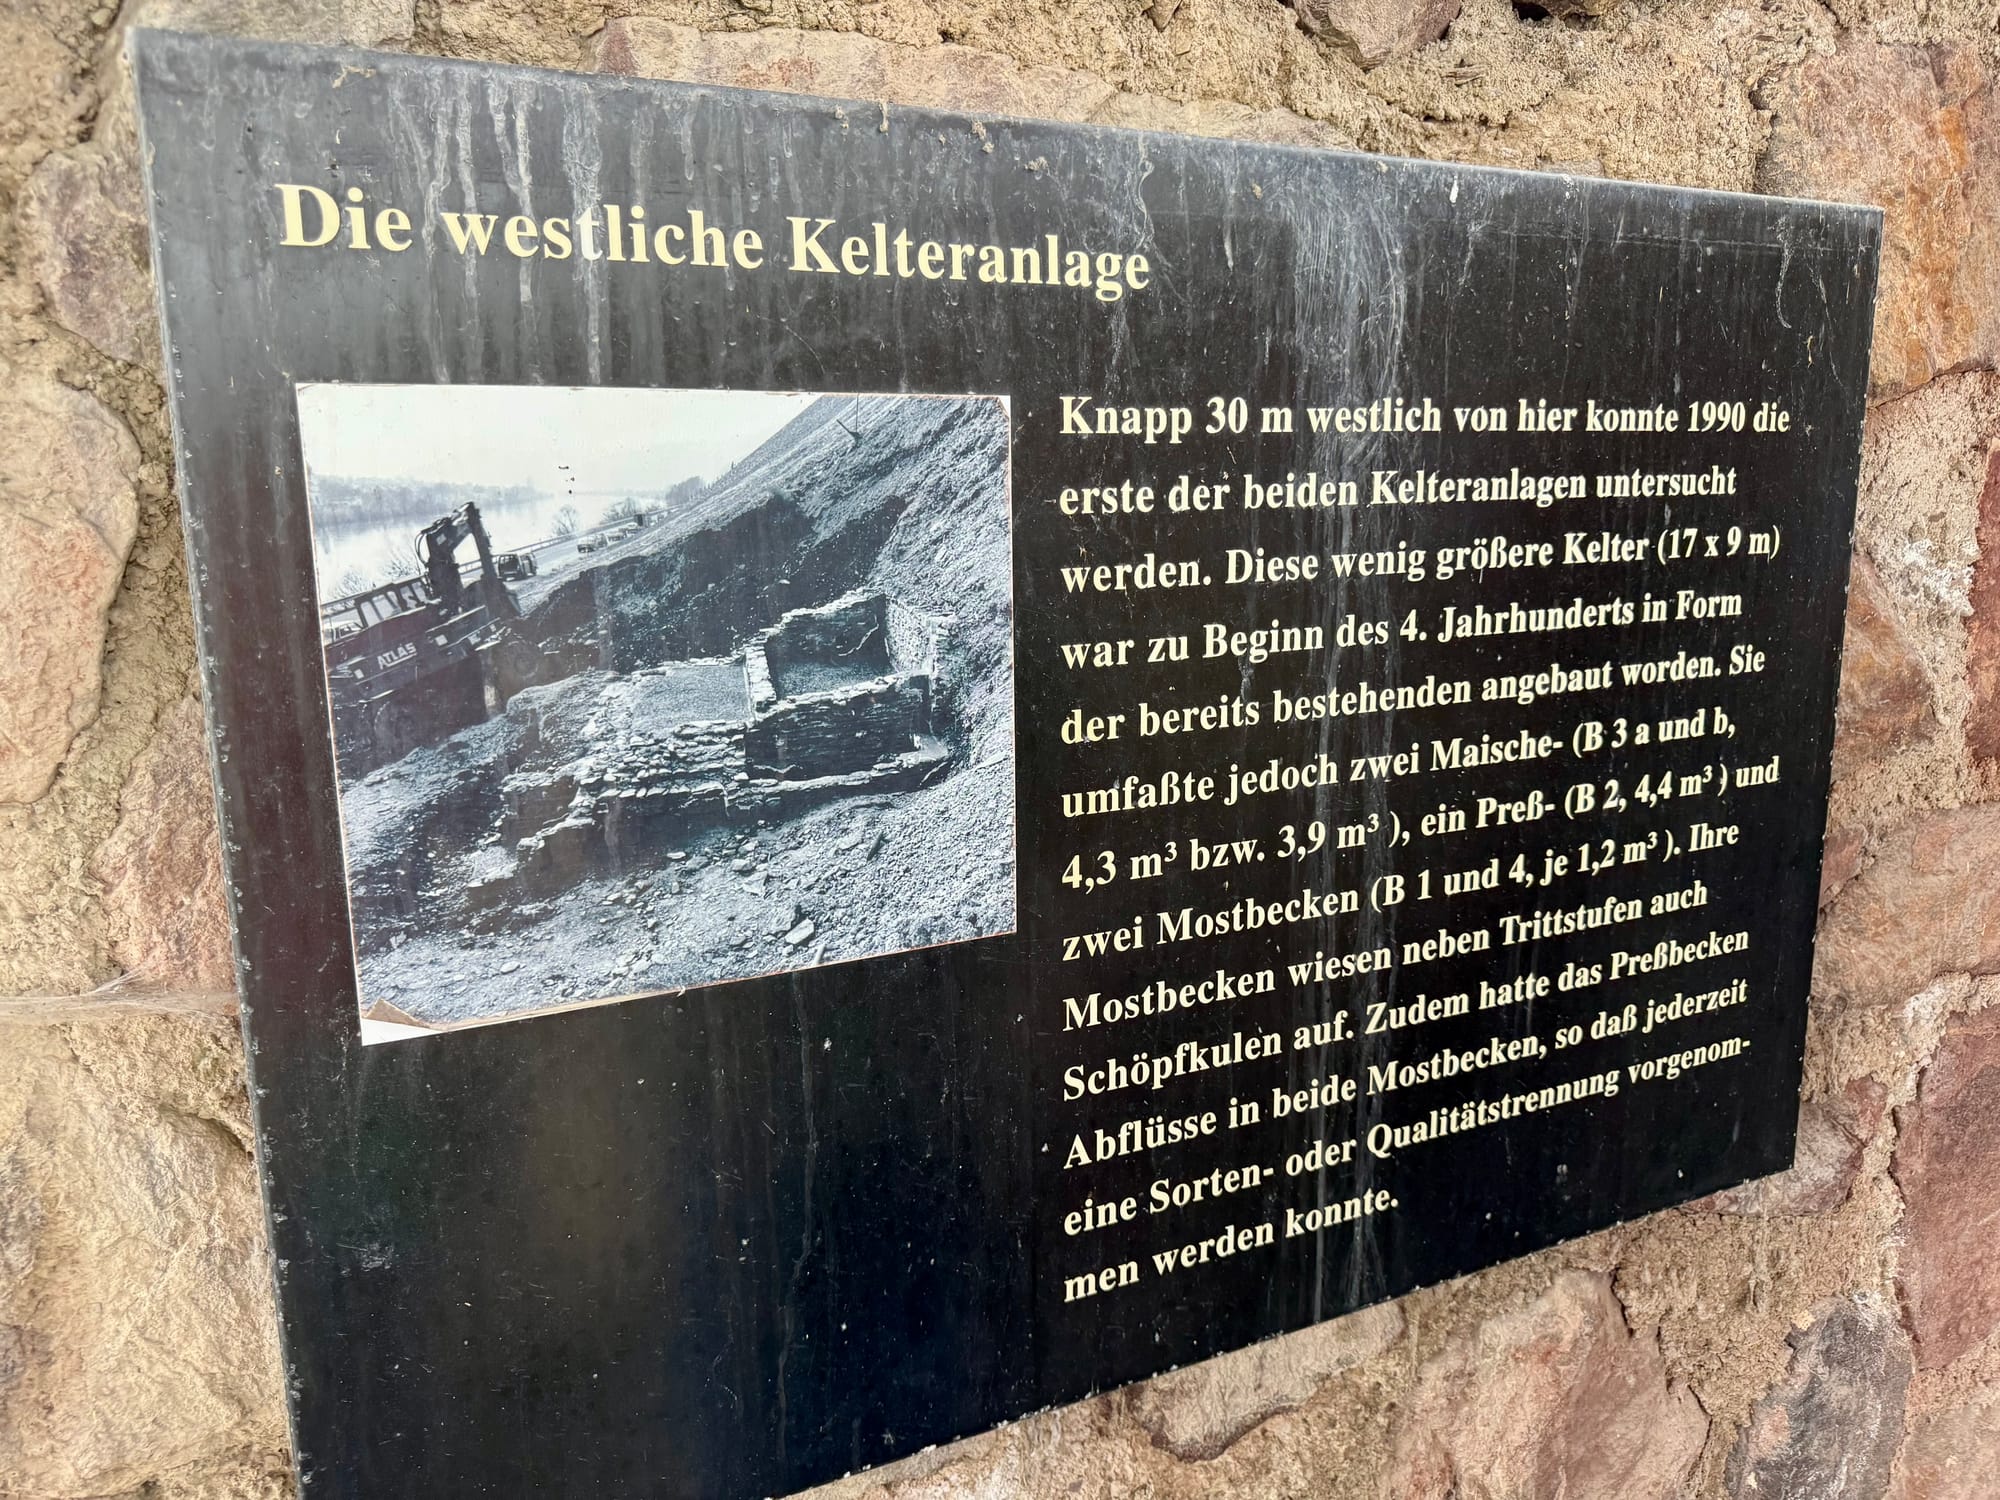 Die westliche Kelteranlage
ATLAS
Knapp 30 m westlich von hier konnte 1990 die
erste der beiden Kelteranlagen untersucht
werden. Diese wenig größere Kelter (17 x 9 m)
war zu Beginn des 4. Jahrhunderts in Form
der bereits bestehenden angebaut worden. Sie
umfaßte jedoch zwei Maische- (B 3 a und b,
4,3 m³ bzw. 3,9 m³ ), ein Preß- (B 2, 4,4 m³ ) und
zwei Mostbecken (B 1 und 4, je 1,2 m³ ). Ihre
Mostbecken wiesen neben Trittstufen auch
Schöpfkulen auf. Zudem hatte das Preßbecken
Abflüsse in beide Mostbecken, so daß jederzeit
eine Sorten- oder Qualitätstrennung vorgenom-
men werden konnte.